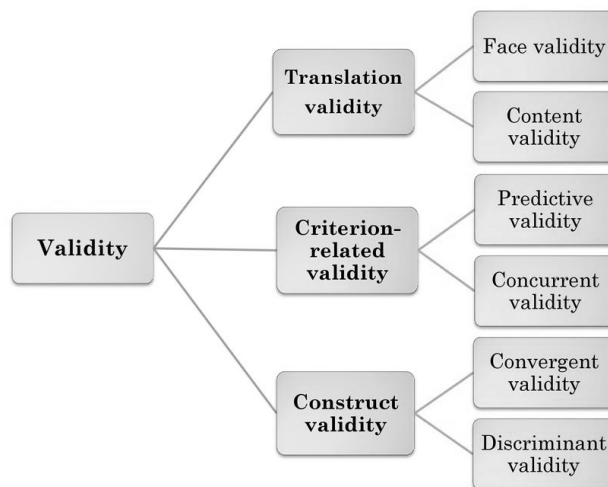 Validity
Translation
validity
Face validity
Content
validity
Criterion-
related
validity
Predictive
validity
Concurrent
validity
Construct
validity
Convergent
validity
Discriminant
validity